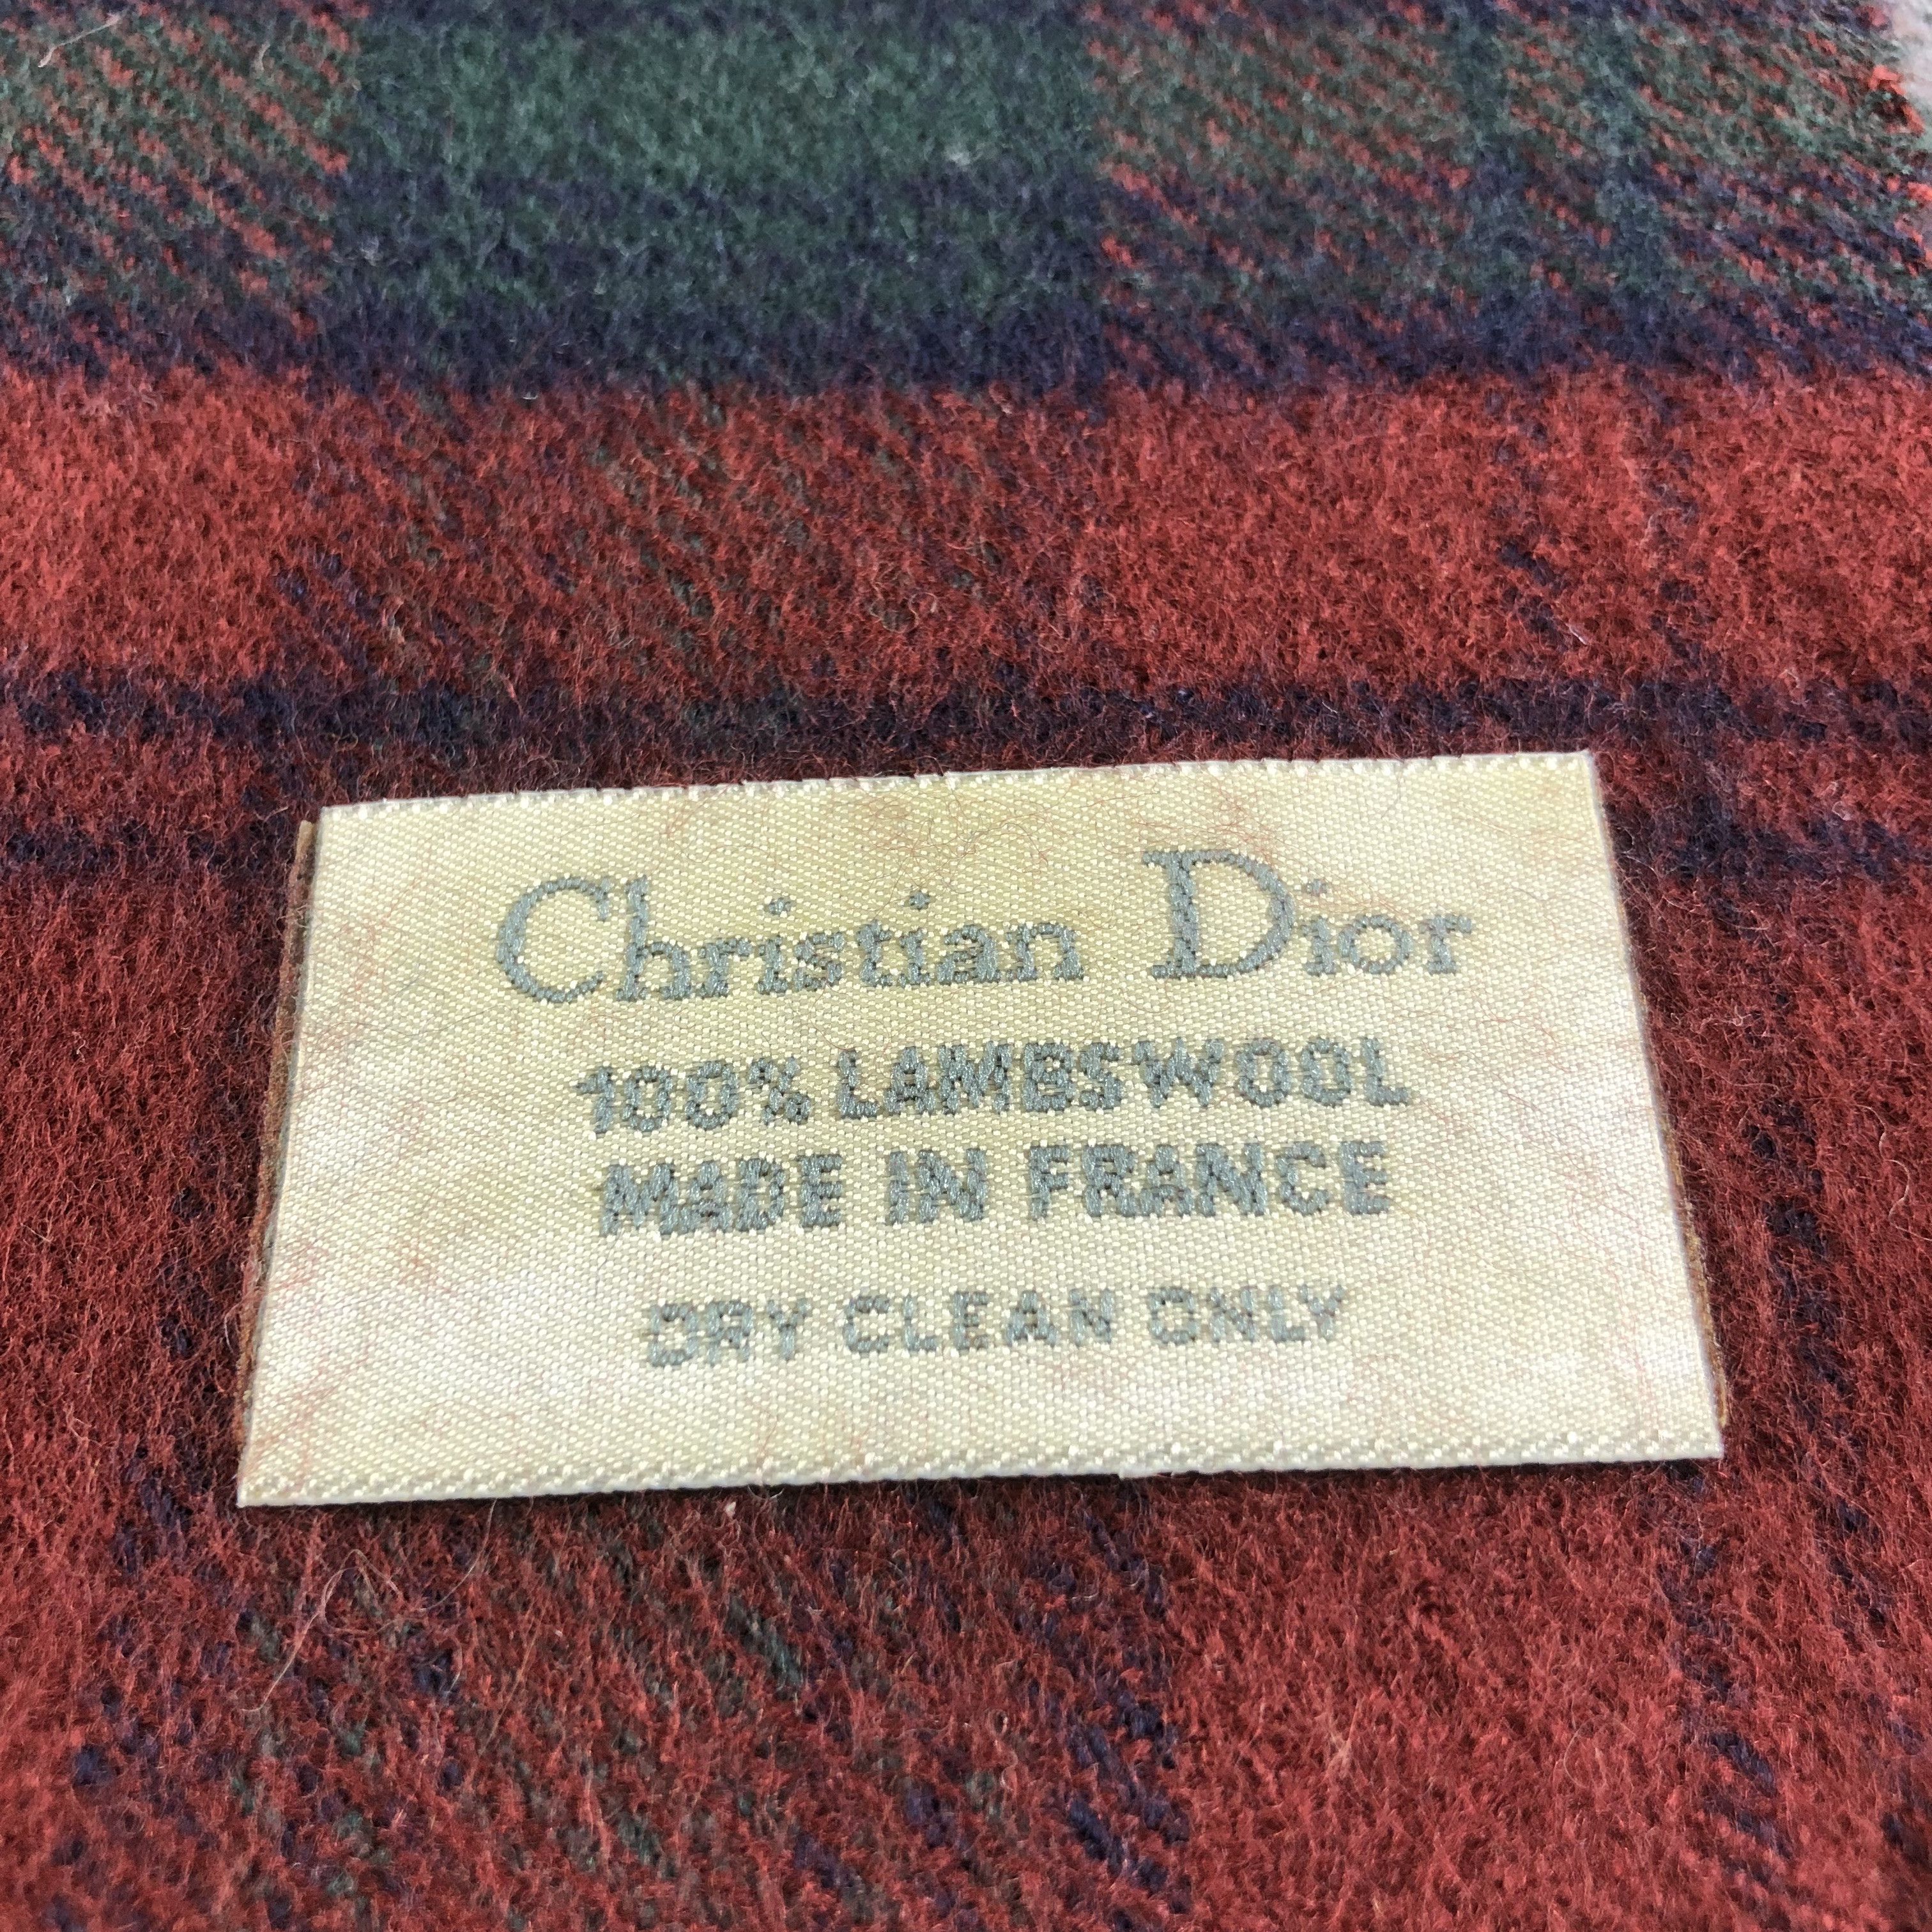 Christian Dior
100% LAMBSWOOL
MADE IN FRANCE
DRY CLEAN ONLY